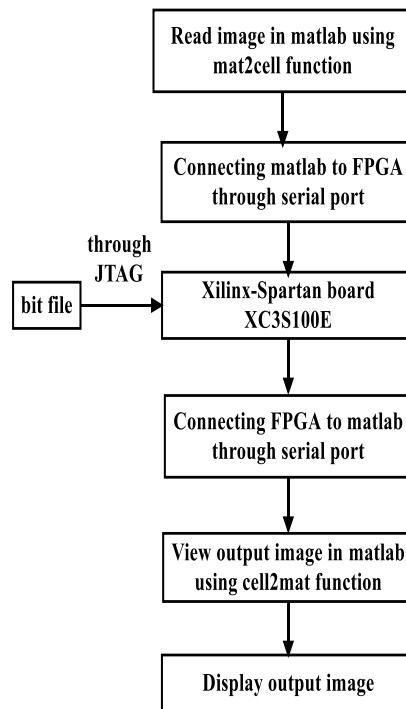 Read image in matlab using
mat2cell function
Connecting matlab to FPGA
through serial port
through
JTAG
bit file
Xilinx-Spartan board
XC3S100E
Connecting FPGA to matlab
through serial port
View output image in matlab
using cell2mat function
Display output image